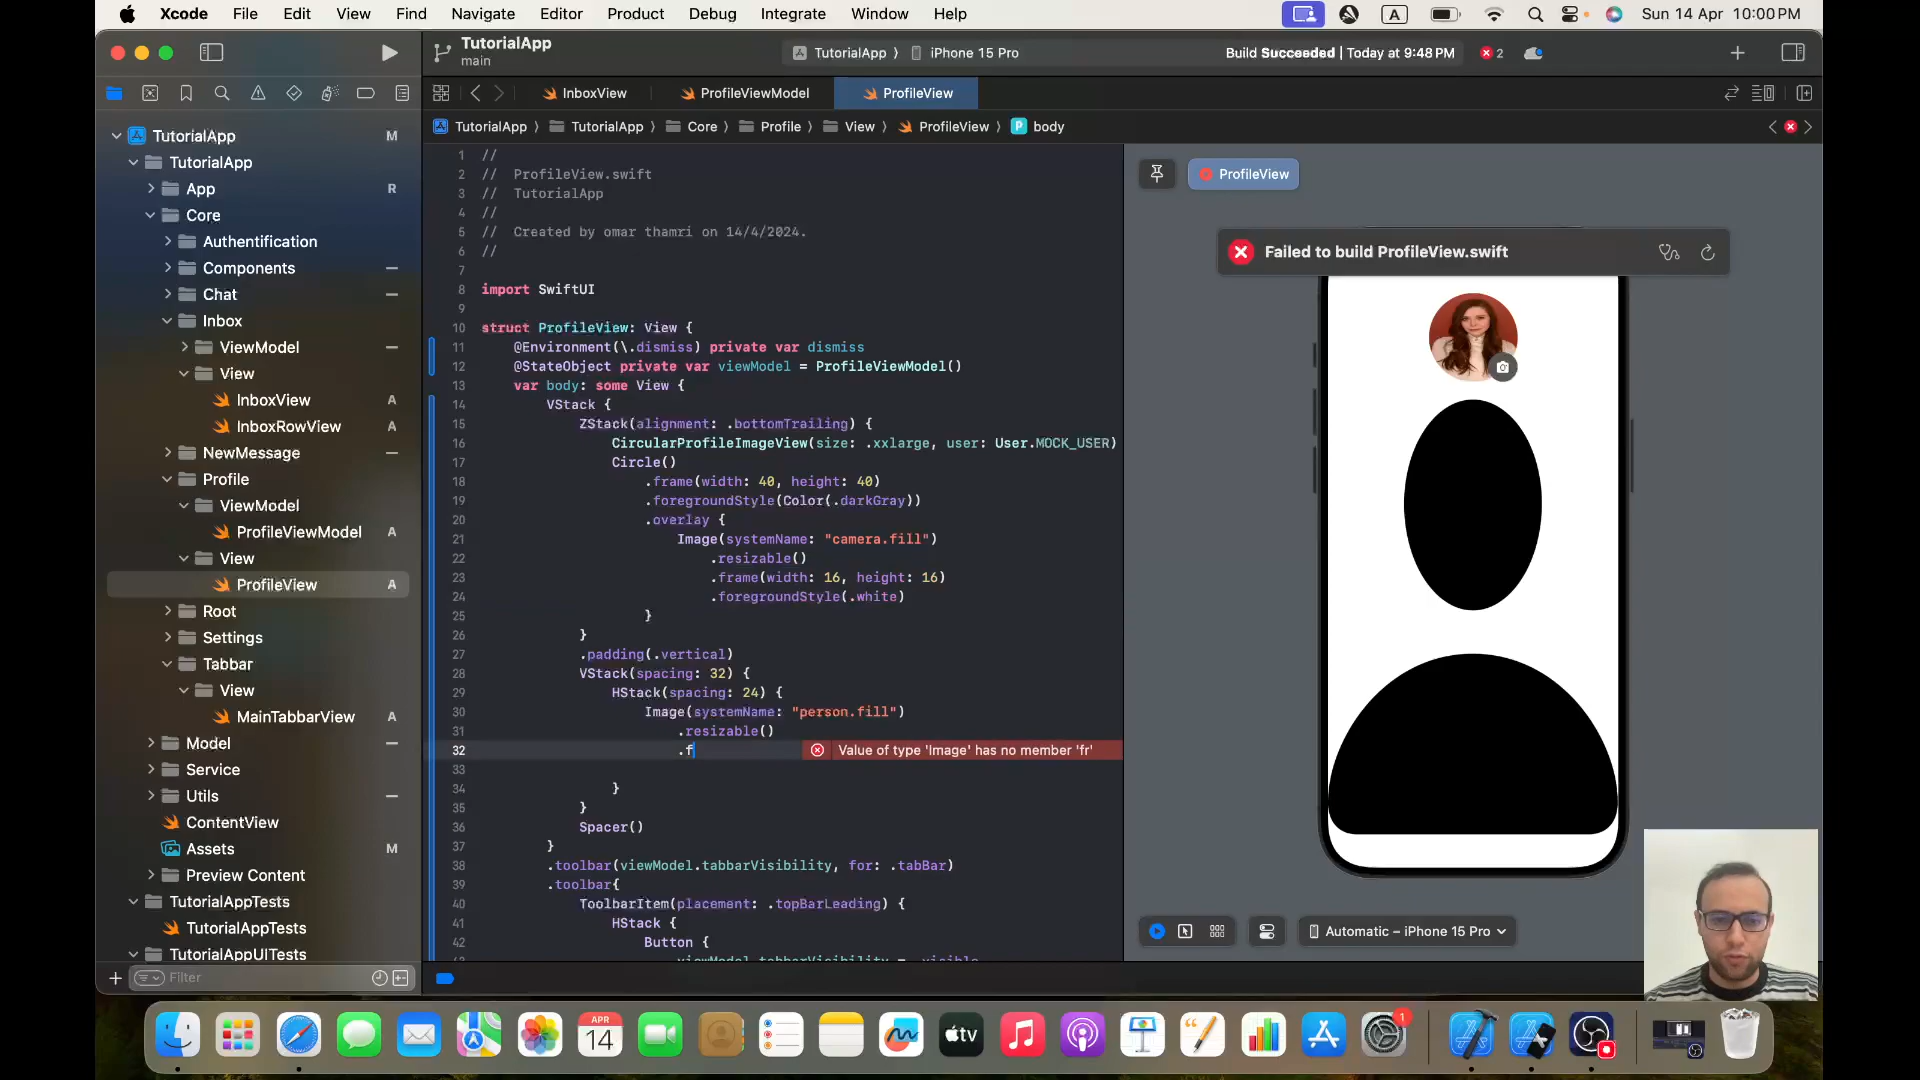 Xcode File Edit View Find Navigate Editor Product Debug Integrate Window Help A Sun 14 Apr 10:00 PM
TutorialApp
main
TutorialApp ⟩ iPhone 15 Pro
Build Succeeded | Today at 9:48 PM
2
InboxView
ProfileViewModel
ProfileView
TutorialApp ⟩ TutorialApp ⟩ Core ⟩ Profile ⟩ View ⟩ ProfileView ⟩ P body
TutorialApp M
TutorialApp
App R
Core
Authentification
Components
Chat
Inbox
ViewModel
View
InboxView A
InboxRowView A
NewMessage
Profile
ViewModel
ProfileViewModel A
View
ProfileView A
Root
Settings
Tabbar
View
MainTabbarView A
Model
Service
Utils
ContentView
Assets M
Preview Content
TutorialAppTests
TutorialAppTests
TutorialAppUITests
Filter
1 //
2 // ProfileView.swift
3 // TutorialApp
4 //
5 // Created by omar thamri on 14/4/2024.
6 //
7
8 import SwiftUI
9
10 struct ProfileView: View {
11 @Environment(\.dismiss) private var dismiss
12 @StateObject private var viewModel = ProfileViewModel()
13 var body: some View {
14 VStack {
15 ZStack(alignment: .bottomTrailing) {
16 CircularProfileImageView(size: .xxlarge, user: User.MOCK_USER)
17 Circle()
18 .frame(width: 40, height: 40)
19 .foregroundStyle(Color(.darkGray))
20 .overlay {
21 Image(systemName: "camera.fill")
22 .resizable()
23 .frame(width: 16, height: 16)
24 .foregroundStyle(.white)
25 }
26 }
27 .padding(.vertical)
28 VStack(spacing: 32) {
29 HStack(spacing: 24) {
30 Image(systemName: "person.fill")
31 .resizable()
32 .f Value of type 'Image' has no member 'fr'
33
34 }
35 }
36 Spacer()
37 }
38 .toolbar(viewModel.tabbarVisibility, for: .tabBar)
39 .toolbar{
40 ToolbarItem(placement: .topBarLeading) {
41 HStack {
42 Button {
viewModel.tabbarVisibility = .visible
ProfileView
Failed to build ProfileView.swift
Automatic – iPhone 15 Pro
APR
14
tv
1